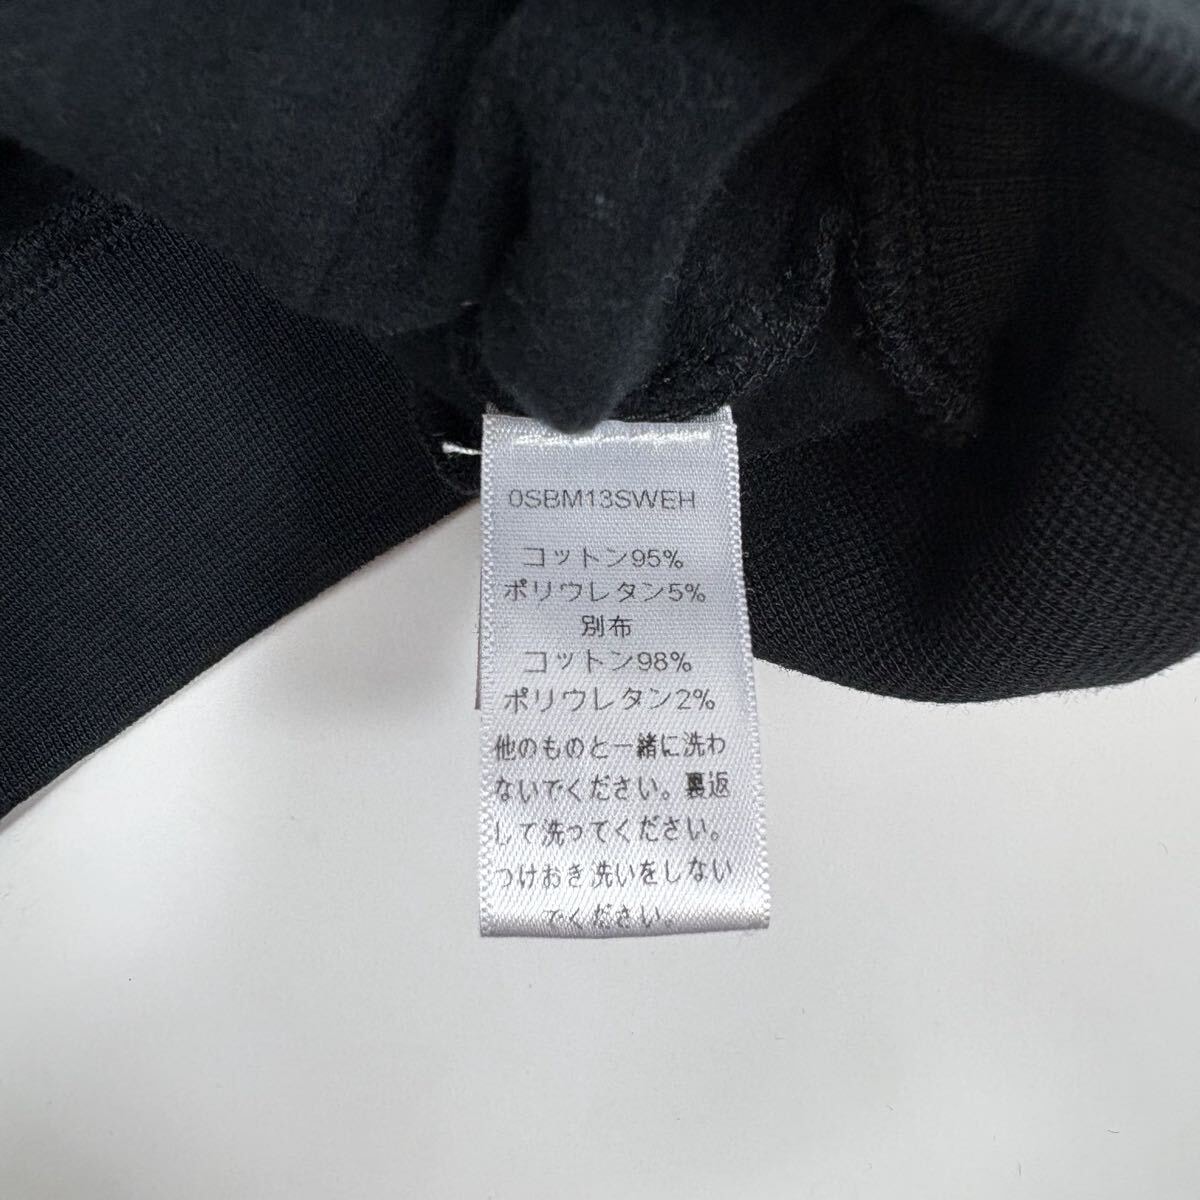 0SBM13SWEH
コットン95%
ポリウレタン5%
別布
コットン98%
ポリウレタン2%
他のものと一緒に洗わ
ないでください。裏返
して洗ってください。
つけおき洗いをしない
でください。